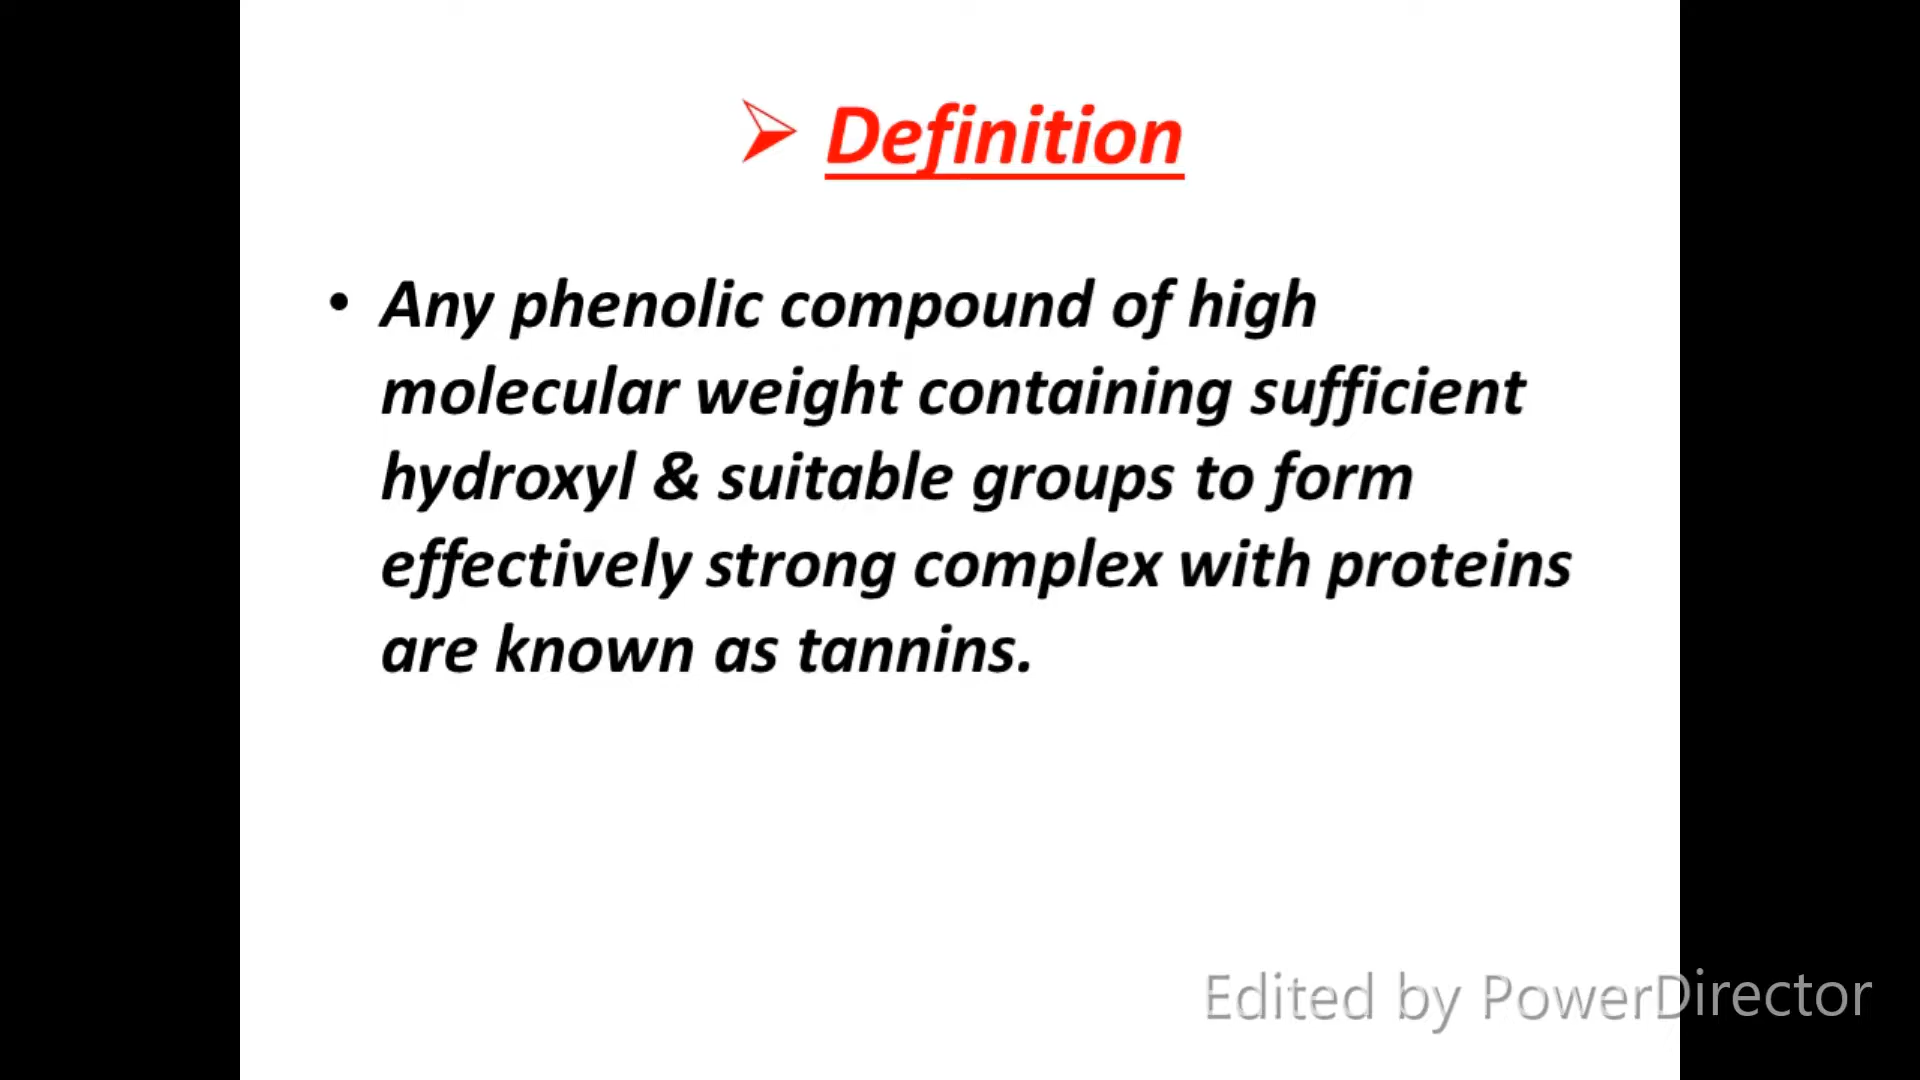 ➢ Definition
• Any phenolic compound of high
molecular weight containing sufficient
hydroxyl & suitable groups to form
effectively strong complex with proteins
are known as tannins.
Edited by PowerDirector